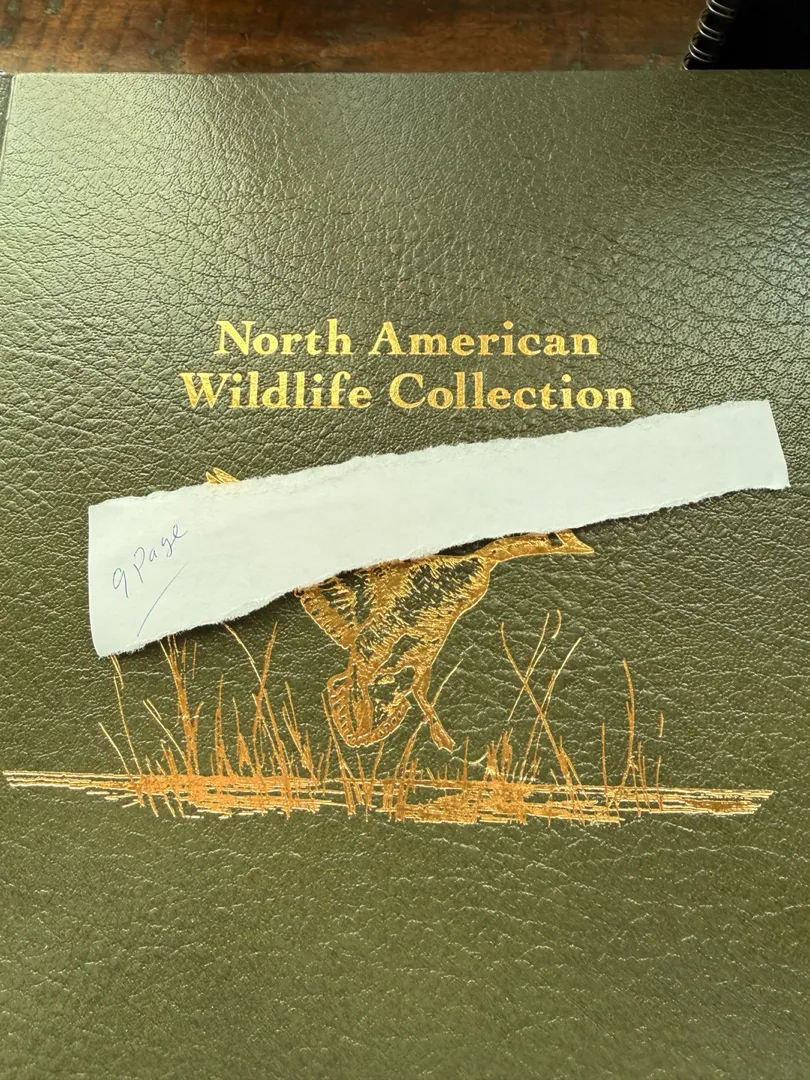 North American
Wildlife Collection
9 page